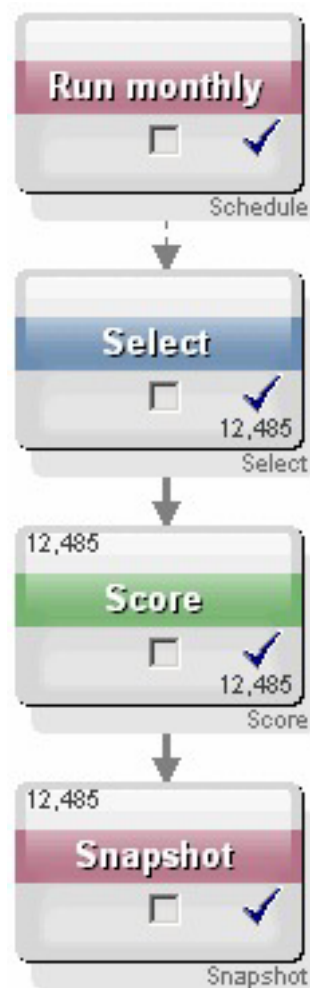 Run monthly
Schedule
Select
12,485
Select
12,485
Score
12,485
Score
12,485
Snapshot
Snapshot